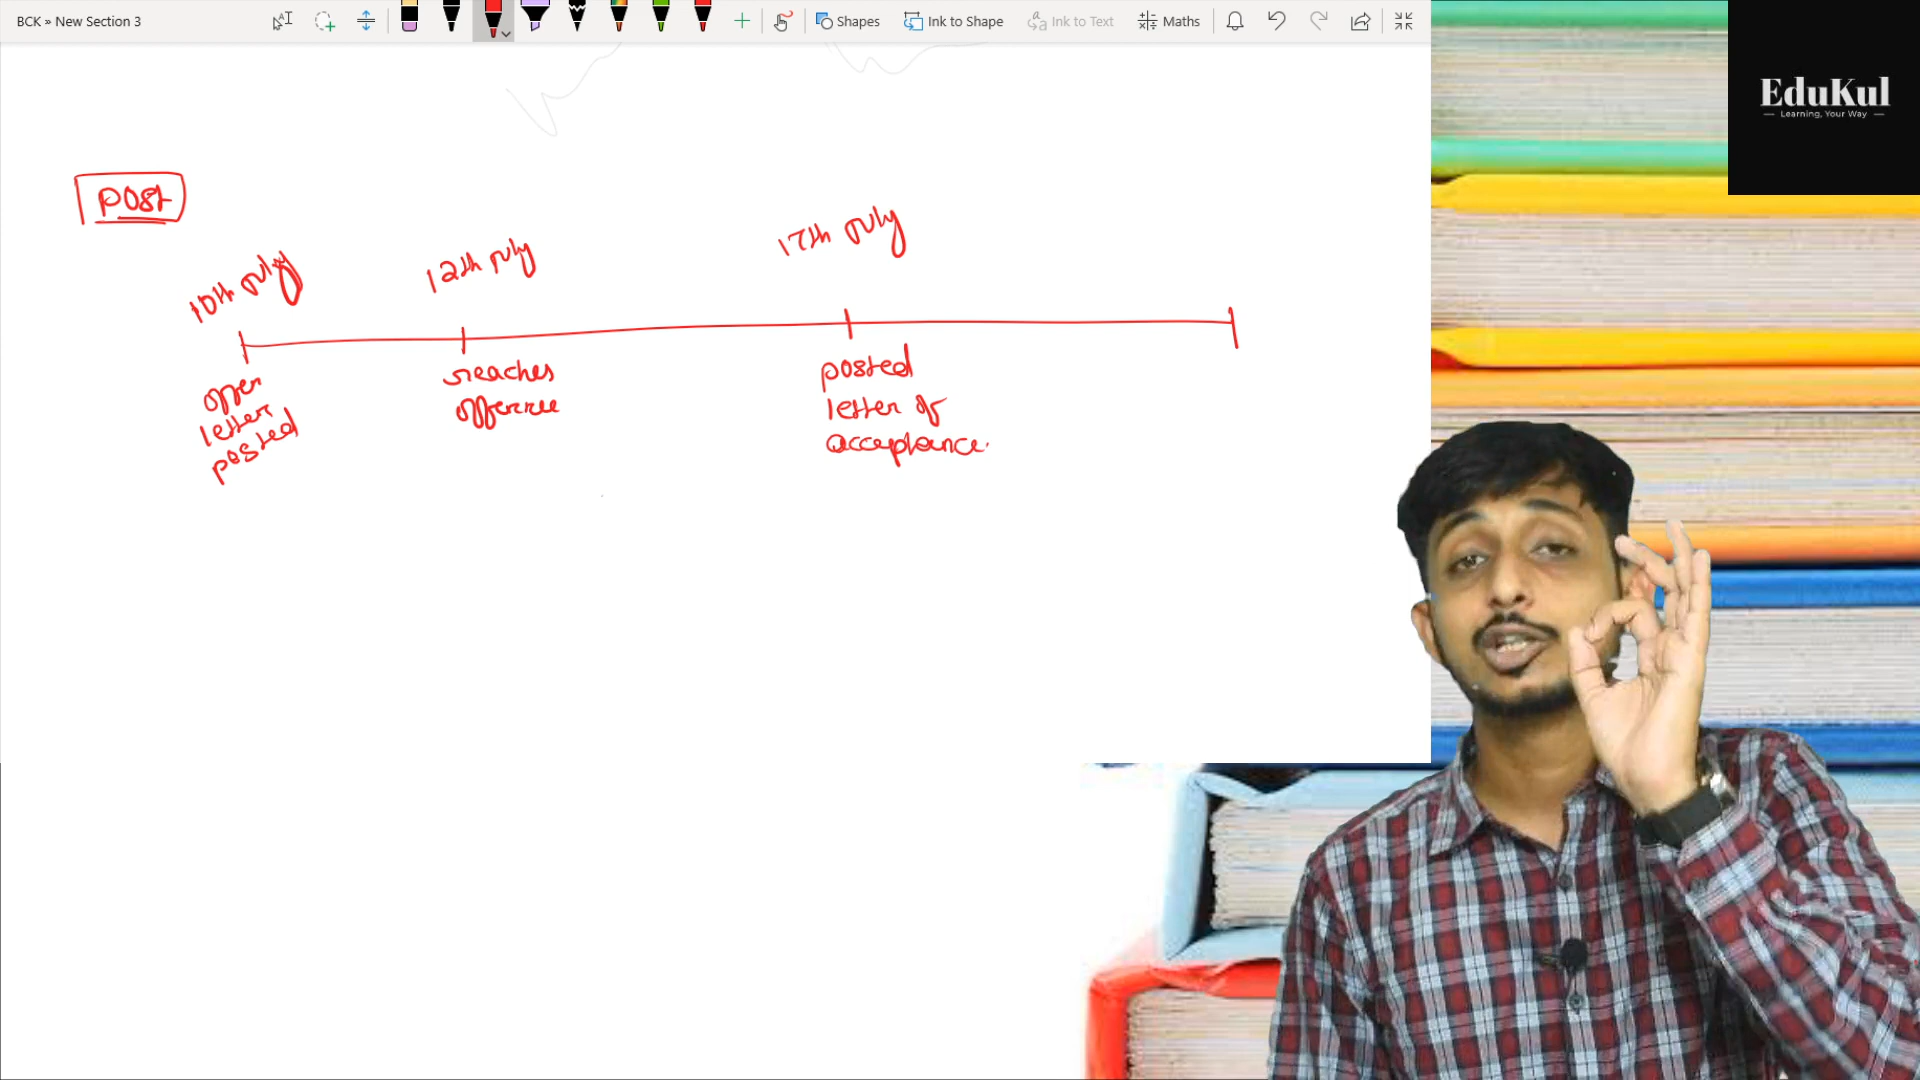 BCK » New Section 3
Shapes
Ink to Shape
Ink to Text
Maths
EduKul
— Learning, Your Way —
POST
10th July
12th July
17th July
offer
letter
posted
reaches
offeree
posted
letter of
acceptance.